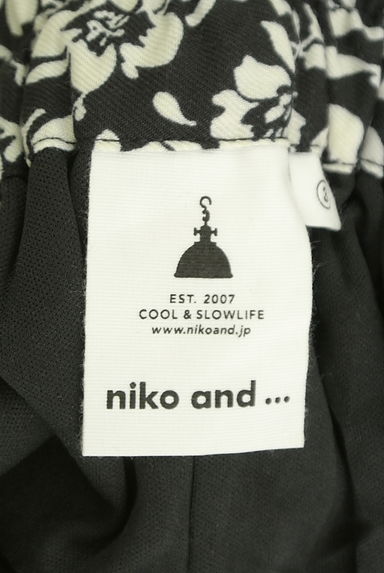 EST. 2007
COOL & SLOWLIFE
www.nikoand.jp
niko and ...